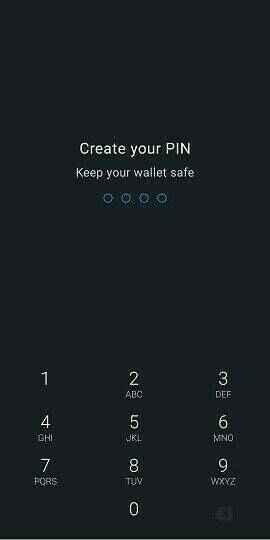 Create your PIN
Keep your wallet safe
1 2 3
ABC DEF
4 5 6
GHI JKL MNO
7 8 9
PQRS TUV WXYZ
0